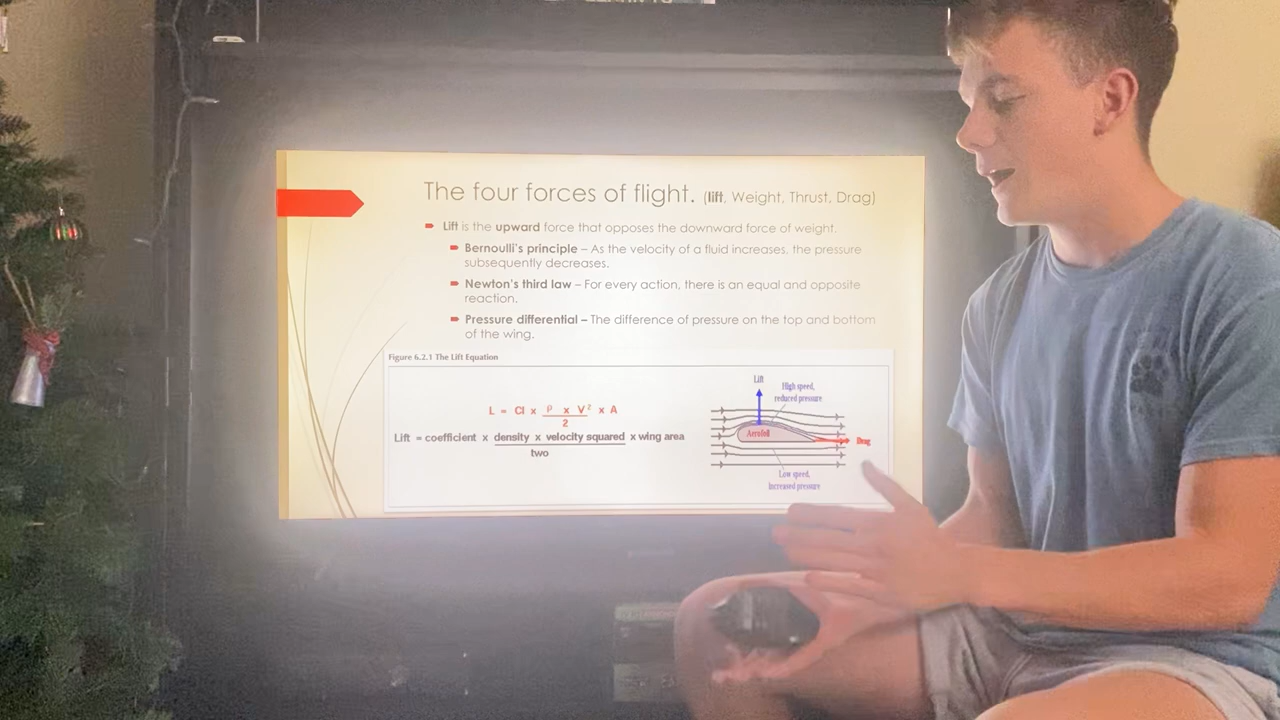 The four forces of flight. (lift, Weight, Thrust, Drag)
Lift is the upward force that opposes the downward force of weight.
Bernoulli's principle – As the velocity of a fluid increases, the pressure
subsequently decreases.
Newton's third law – For every action, there is an equal and opposite
reaction.
Pressure differential – The difference of pressure on the top and bottom
of the wing.
Figure 6.2.1 The Lift Equation
L = Cl x ρ x V² x A
2
Lift = coefficient x density x velocity squared x wing area
two
Lift
High speed,
reduced pressure
Aerofoil
Drag
Low speed,
increased pressure